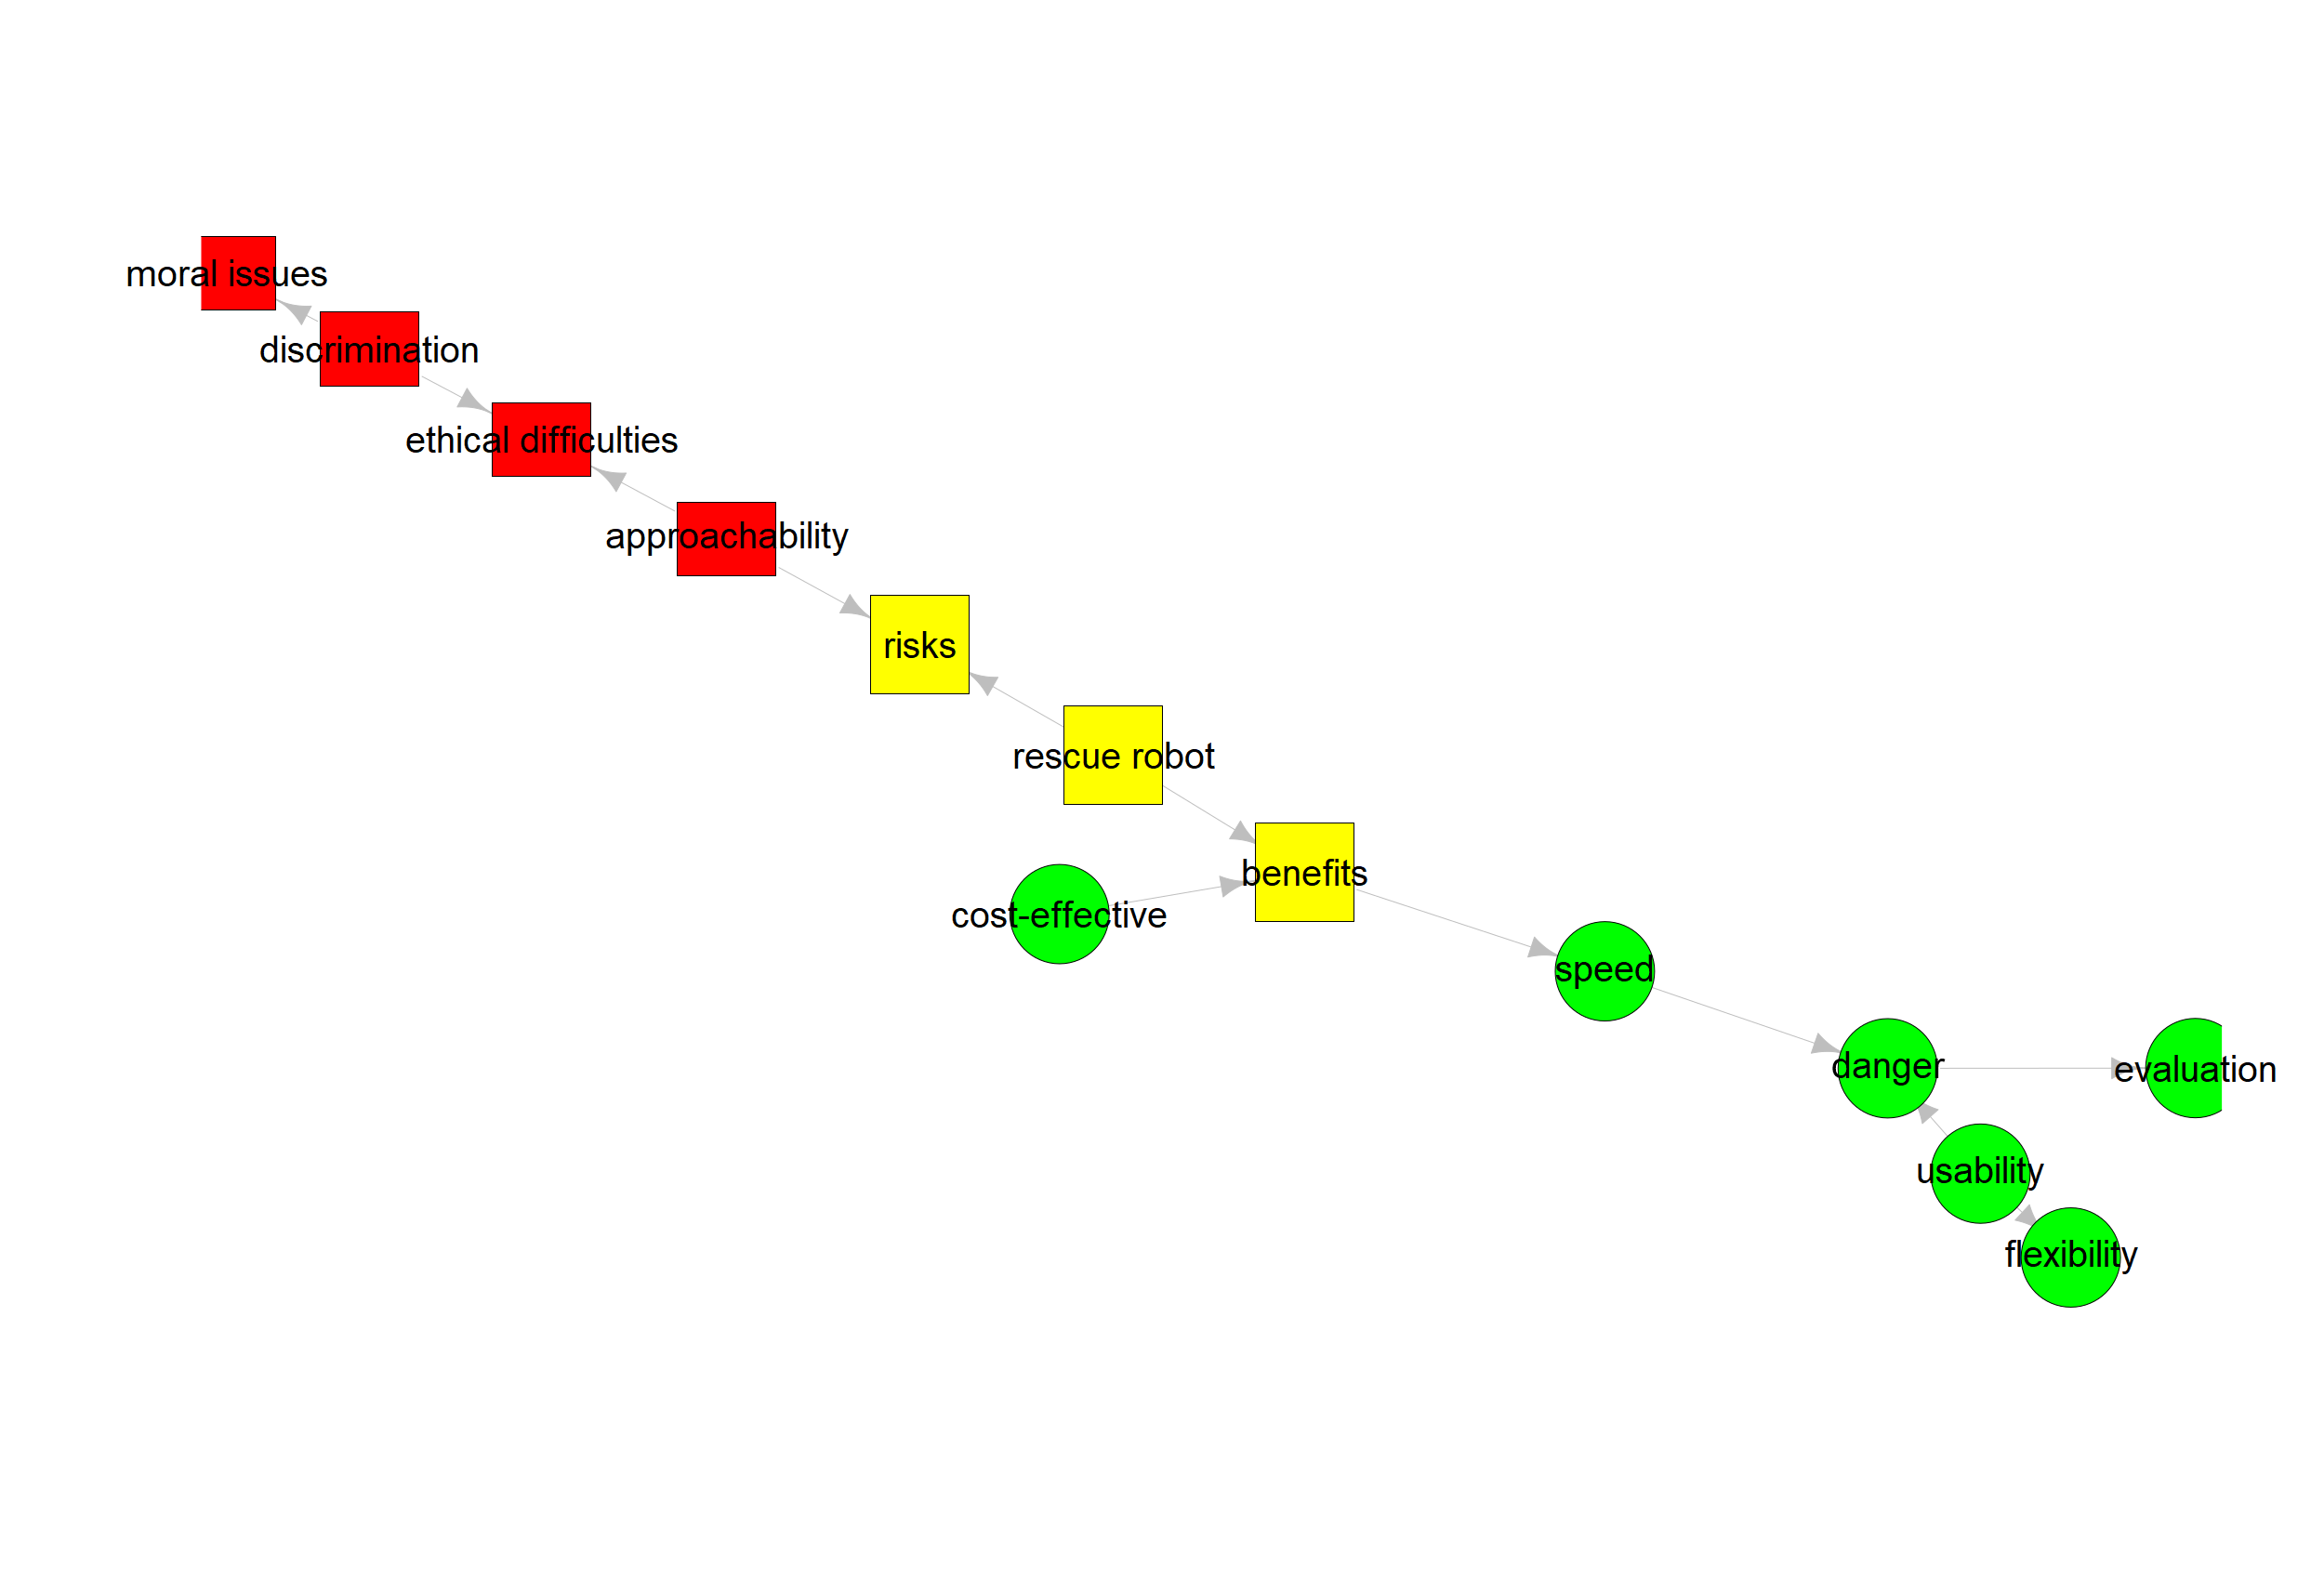 moral issues
discrimination
ethical difficulties
approachability
risks
rescue robot
benefits
cost-effective
speed
danger
evaluation
usability
flexibility